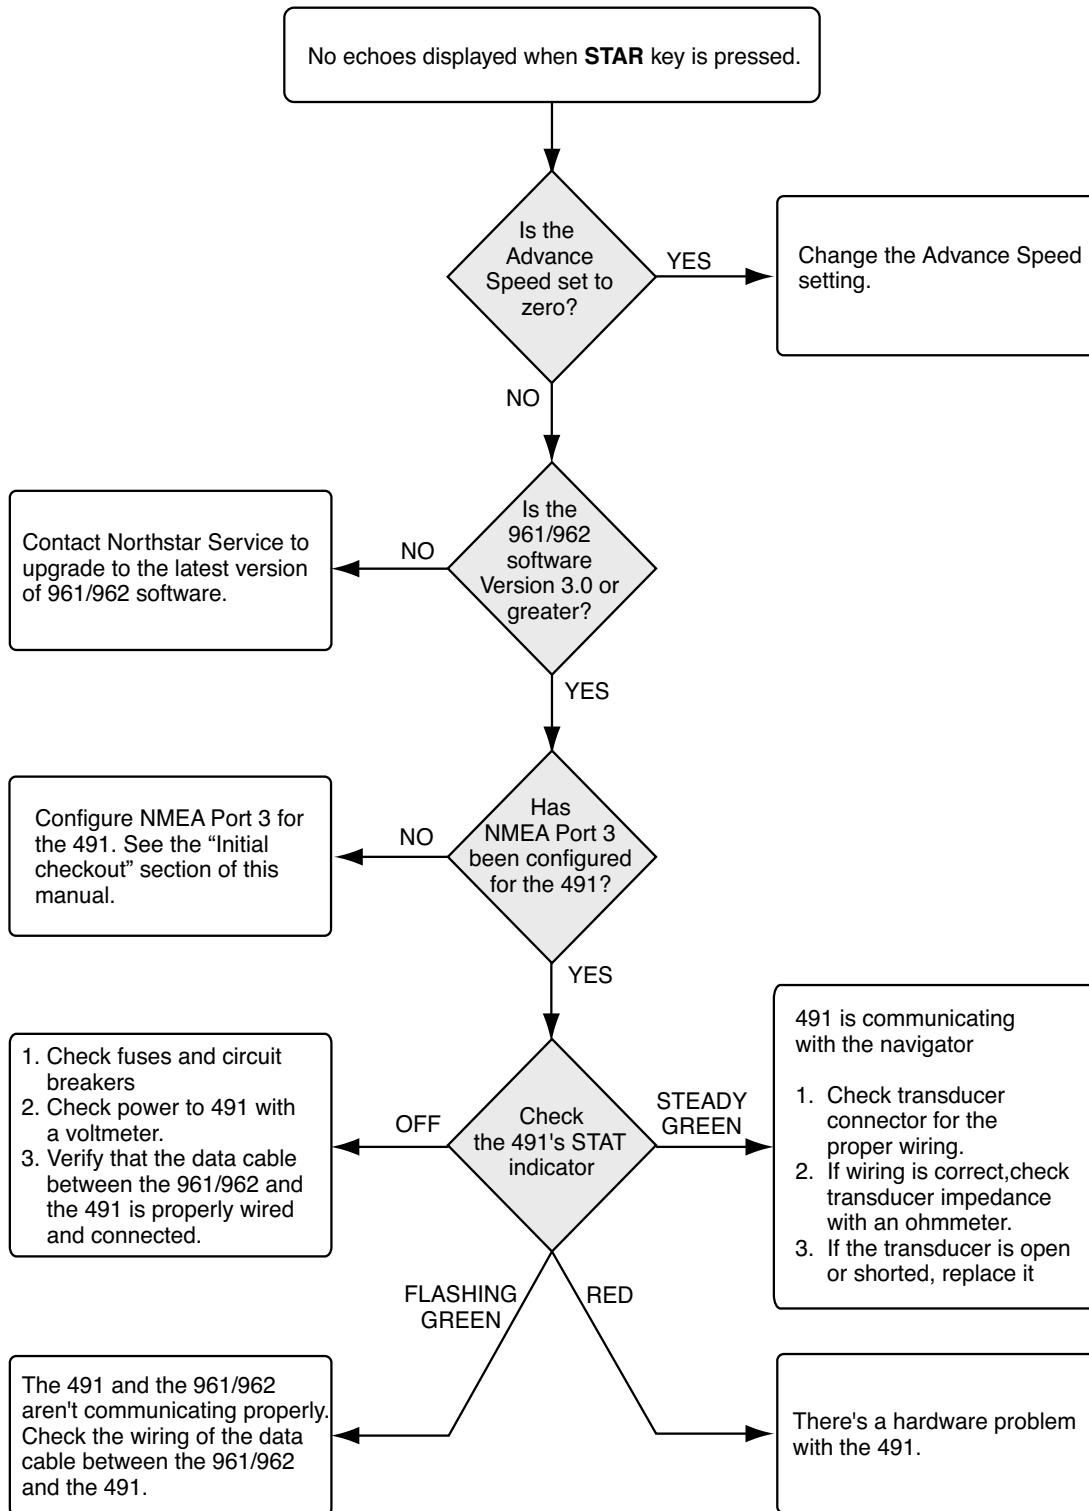 No echoes displayed when STAR key is pressed.
Is the
Advance
Speed set to
zero?
YES
Change the Advance Speed
setting.
NO
Is the
961/962
software
Version 3.0 or
greater?
NO
Contact Northstar Service to
upgrade to the latest version
of 961/962 software.
YES
Has
NMEA Port 3
been configured
for the 491?
NO
Configure NMEA Port 3 for
the 491. See the “Initial
checkout” section of this
manual.
YES
Check
the 491's STAT
indicator
OFF
1. Check fuses and circuit
breakers
2. Check power to 491 with
a voltmeter.
3. Verify that the data cable
between the 961/962 and
the 491 is properly wired
and connected.
STEADY
GREEN
491 is communicating
with the navigator
1. Check transducer
connector for the
proper wiring.
2. If wiring is correct,check
transducer impedance
with an ohmmeter.
3. If the transducer is open
or shorted, replace it
FLASHING
GREEN
The 491 and the 961/962
aren't communicating properly.
Check the wiring of the data
cable between the 961/962
and the 491.
RED
There's a hardware problem
with the 491.